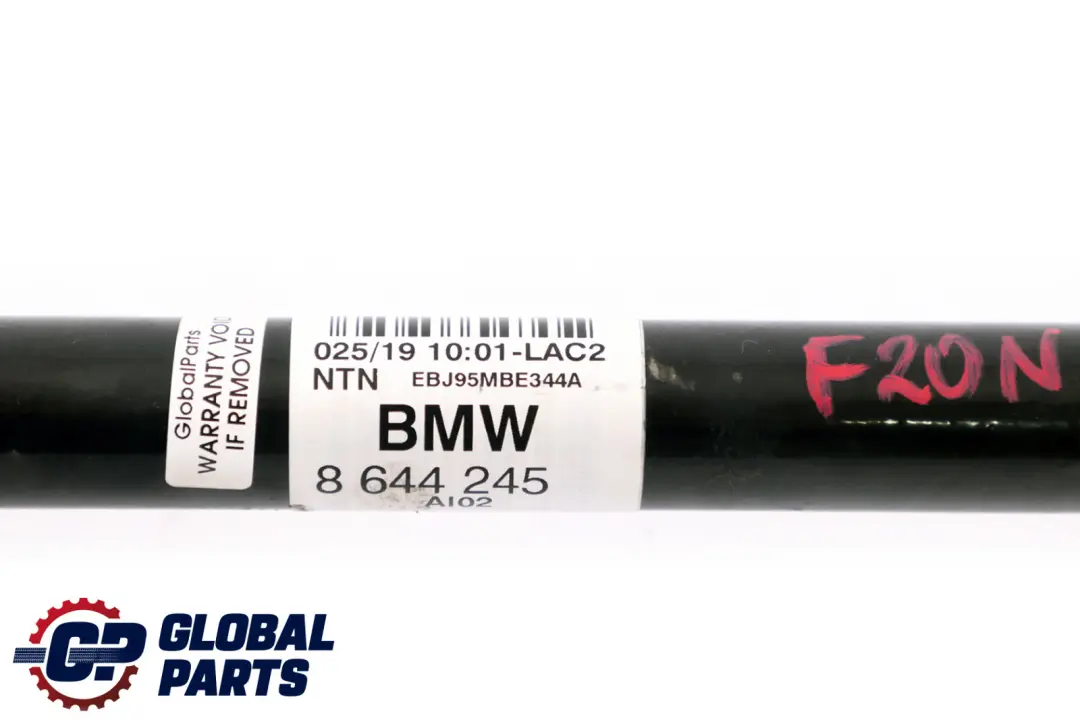 GlobalParts
WARRANTY VOID
IF REMOVED
025/19 10:01-LAC2
NTN EBJ95MBE344A
BMW
8 644 245
AI02
F20N
GP GLOBAL
PARTS